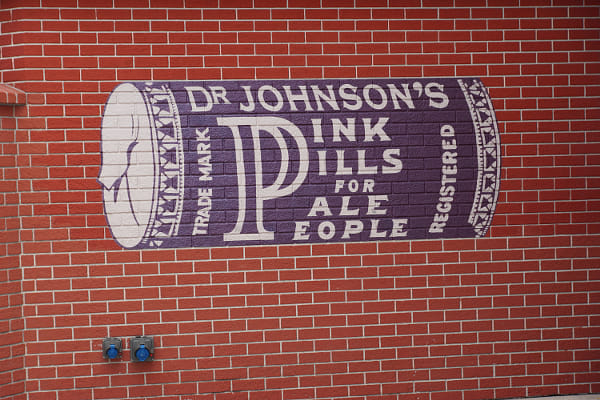 DR JOHNSON'S
TRADE MARK
PINK
PILLS
FOR
PALE
PEOPLE
REGISTERED